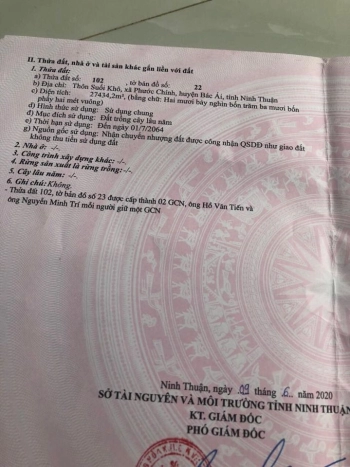 II. Thửa đất, nhà ở và tài sản khác gắn liền với đất
1. Thửa đất:
a) Thửa đất số: 102, tờ bản đồ số: 22
b) Địa chỉ: Thôn Suối Khô, xã Phước Chính, huyện Bác Ái, tỉnh Ninh Thuận
c) Diện tích: 27434,2m², (bằng chữ: Hai mươi bảy nghìn bốn trăm ba mươi bốn
phẩy hai mét vuông)
d) Hình thức sử dụng: Sử dụng chung
đ) Mục đích sử dụng: Đất trồng cây lâu năm
e) Thời hạn sử dụng: Đến ngày 01/7/2064
g) Nguồn gốc sử dụng: Nhận chuyển nhượng đất được công nhận QSDĐ như giao đất
không thu tiền sử dụng đất
2. Nhà ở: -/-.
3. Công trình xây dựng khác: -/-.
4. Rừng sản xuất là rừng trồng:-/-.
5. Cây lâu năm: -/-.
6. Ghi chú: Không.
- Thửa đất 102, tờ bản đồ số 23 được cấp thành 02 GCN, ông Hồ Văn Tiến và
ông Nguyễn Minh Trí mỗi người giữ một GCN
Ninh Thuận, ngày 09 tháng 6 năm 2020
SỞ TÀI NGUYÊN VÀ MÔI TRƯỜNG TỈNH NINH THUẬN
KT. GIÁM ĐỐC
PHÓ GIÁM ĐỐC